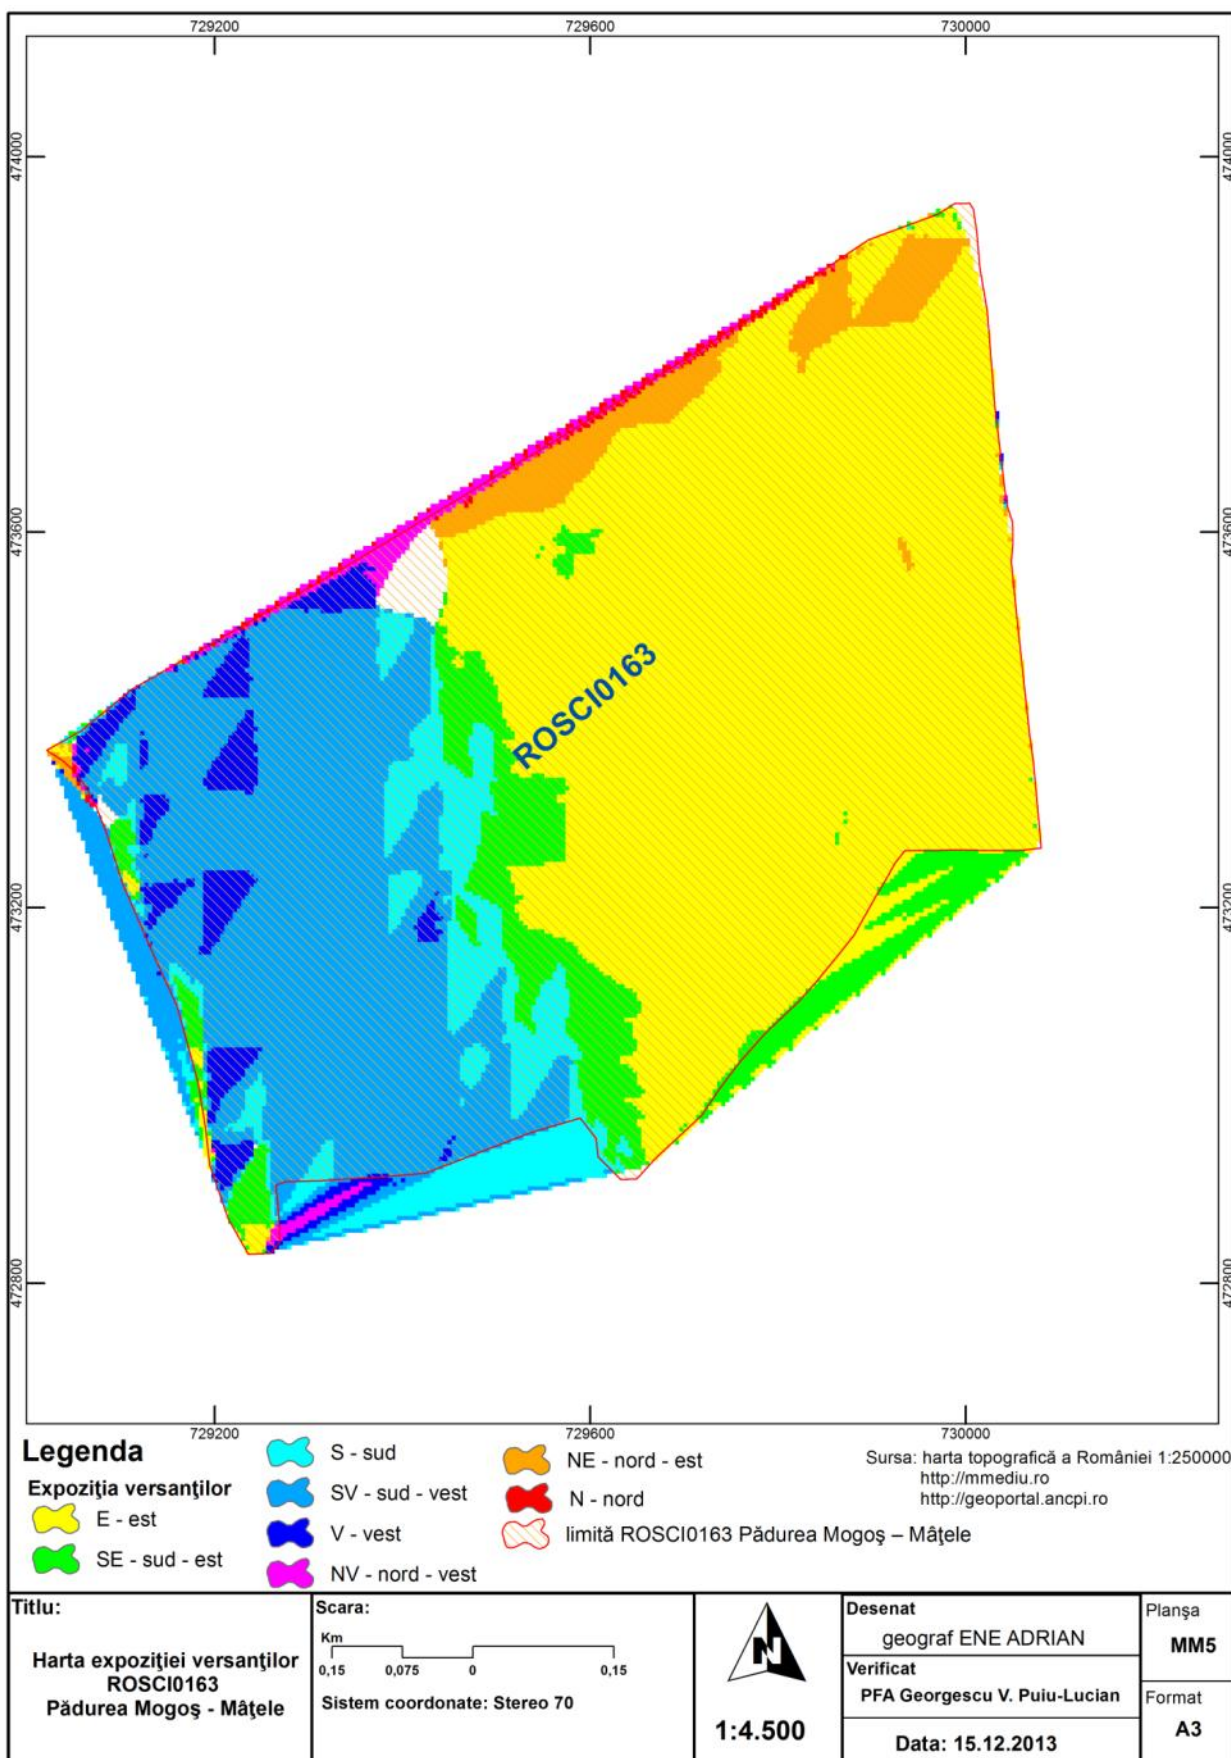 729200
729600
730000
474000
474000
473600
473600
ROSCI0163
473200
473200
472800
472800
729200
729600
730000
Legenda
Expoziţia versanţilor
E - est
SE - sud - est
S - sud
SV - sud - vest
V - vest
NV - nord - vest
NE - nord - est
N - nord
limită ROSCI0163 Pădurea Mogoş – Mâţele
Sursa: harta topografică a României 1:250000
http://mmediu.ro
http://geoportal.ancpi.ro
Titlu:
Harta expoziţiei versanţilor
ROSCI0163
Pădurea Mogoş - Mâţele
Scara:
Km
0,15 0,075 0 0,15
Sistem coordonate: Stereo 70
N
1:4.500
Desenat
geograf ENE ADRIAN
Verificat
PFA Georgescu V. Puiu-Lucian
Data: 15.12.2013
Planşa
MM5
Format
A3